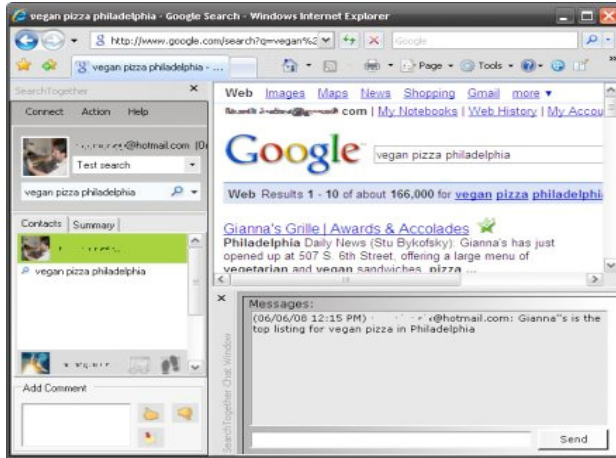 vegan pizza philadelphia - Google Search - Windows Internet Explorer
http://www.google.com/search?q=vegan%2
Google
vegan pizza philadelphia - ...
Page
Tools
SearchTogether
Connect Action Help
@hotmail.com
Test search
vegan pizza philadelphia
Contacts Summary
vegan pizza philadelphia
Add Comment
Web Images Maps News Shopping Gmail more
com | My Notebooks | Web History | My Accou
Google
vegan pizza philadelphia
Web Results 1 - 10 of about 166,000 for vegan pizza philadelphi
Gianna's Grille | Awards & Accolades
Philadelphia Daily News (Stu Bykofsky): Gianna's has just
opened up at 507 S. 6th Street, offering a large menu of
vegetarian and vegan sandwiches, pizza ...
SearchTogether Chat Window
Messages:
(06/06/08 12:15 PM) @hotmail.com: Gianna"s is the
top listing for vegan pizza in Philadelphia
Send